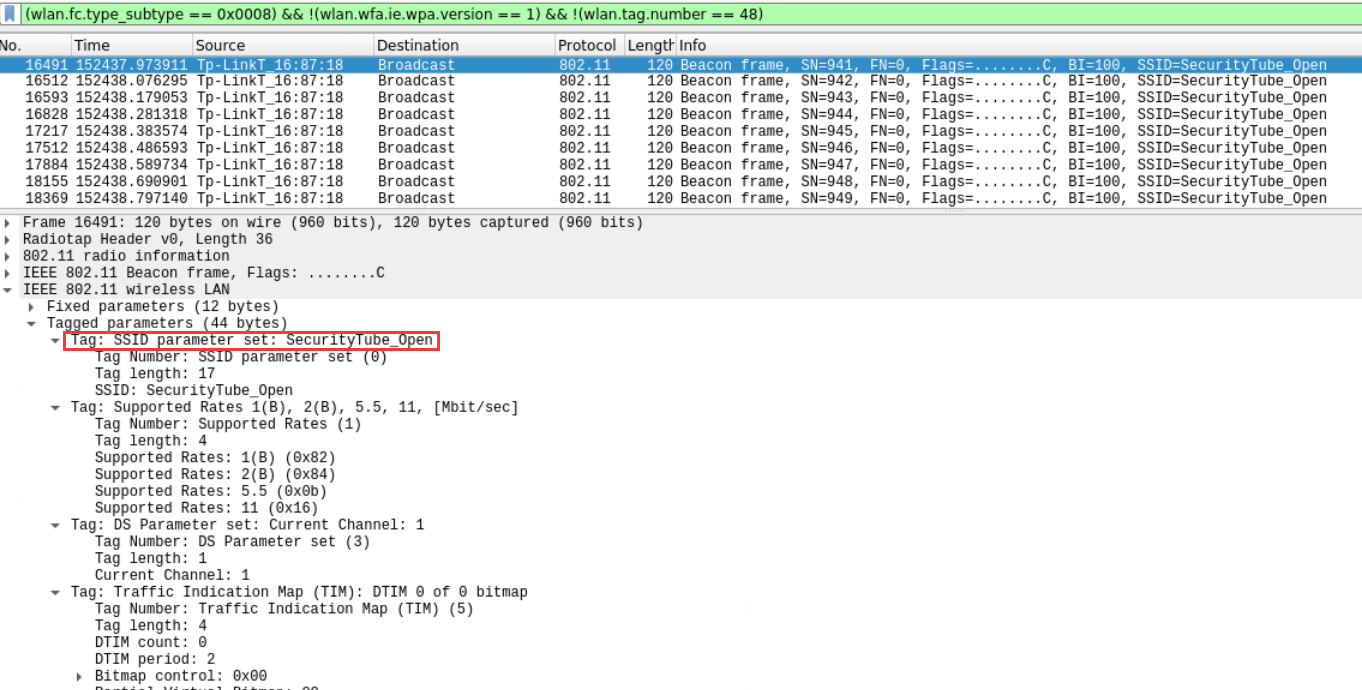 (wlan.fc.type_subtype == 0x0008) && !(wlan.wfa.ie.wpa.version == 1) && !(wlan.tag.number == 48)
No. Time Source Destination Protocol Length Info
16491 152437.973911 Tp-LinkT_16:87:18 Broadcast 802.11 120 Beacon frame, SN=941, FN=0, Flags=........C, BI=100, SSID=SecurityTube_Open
16512 152438.076295 Tp-LinkT_16:87:18 Broadcast 802.11 120 Beacon frame, SN=942, FN=0, Flags=........C, BI=100, SSID=SecurityTube_Open
16593 152438.179053 Tp-LinkT_16:87:18 Broadcast 802.11 120 Beacon frame, SN=943, FN=0, Flags=........C, BI=100, SSID=SecurityTube_Open
16828 152438.281318 Tp-LinkT_16:87:18 Broadcast 802.11 120 Beacon frame, SN=944, FN=0, Flags=........C, BI=100, SSID=SecurityTube_Open
17217 152438.383574 Tp-LinkT_16:87:18 Broadcast 802.11 120 Beacon frame, SN=945, FN=0, Flags=........C, BI=100, SSID=SecurityTube_Open
17512 152438.486593 Tp-LinkT_16:87:18 Broadcast 802.11 120 Beacon frame, SN=946, FN=0, Flags=........C, BI=100, SSID=SecurityTube_Open
17884 152438.589734 Tp-LinkT_16:87:18 Broadcast 802.11 120 Beacon frame, SN=947, FN=0, Flags=........C, BI=100, SSID=SecurityTube_Open
18155 152438.690901 Tp-LinkT_16:87:18 Broadcast 802.11 120 Beacon frame, SN=948, FN=0, Flags=........C, BI=100, SSID=SecurityTube_Open
18369 152438.797140 Tp-LinkT_16:87:18 Broadcast 802.11 120 Beacon frame, SN=949, FN=0, Flags=........C, BI=100, SSID=SecurityTube_Open
Frame 16491: 120 bytes on wire (960 bits), 120 bytes captured (960 bits)
Radiotap Header v0, Length 36
802.11 radio information
IEEE 802.11 Beacon frame, Flags: ........C
IEEE 802.11 wireless LAN
Fixed parameters (12 bytes)
Tagged parameters (44 bytes)
Tag: SSID parameter set: SecurityTube_Open
Tag Number: SSID parameter set (0)
Tag length: 17
SSID: SecurityTube_Open
Tag: Supported Rates 1(B), 2(B), 5.5, 11, [Mbit/sec]
Tag Number: Supported Rates (1)
Tag length: 4
Supported Rates: 1(B) (0x82)
Supported Rates: 2(B) (0x84)
Supported Rates: 5.5 (0x0b)
Supported Rates: 11 (0x16)
Tag: DS Parameter set: Current Channel: 1
Tag Number: DS Parameter set (3)
Tag length: 1
Current Channel: 1
Tag: Traffic Indication Map (TIM): DTIM 0 of 0 bitmap
Tag Number: Traffic Indication Map (TIM) (5)
Tag length: 4
DTIM count: 0
DTIM period: 2
Bitmap control: 0x00